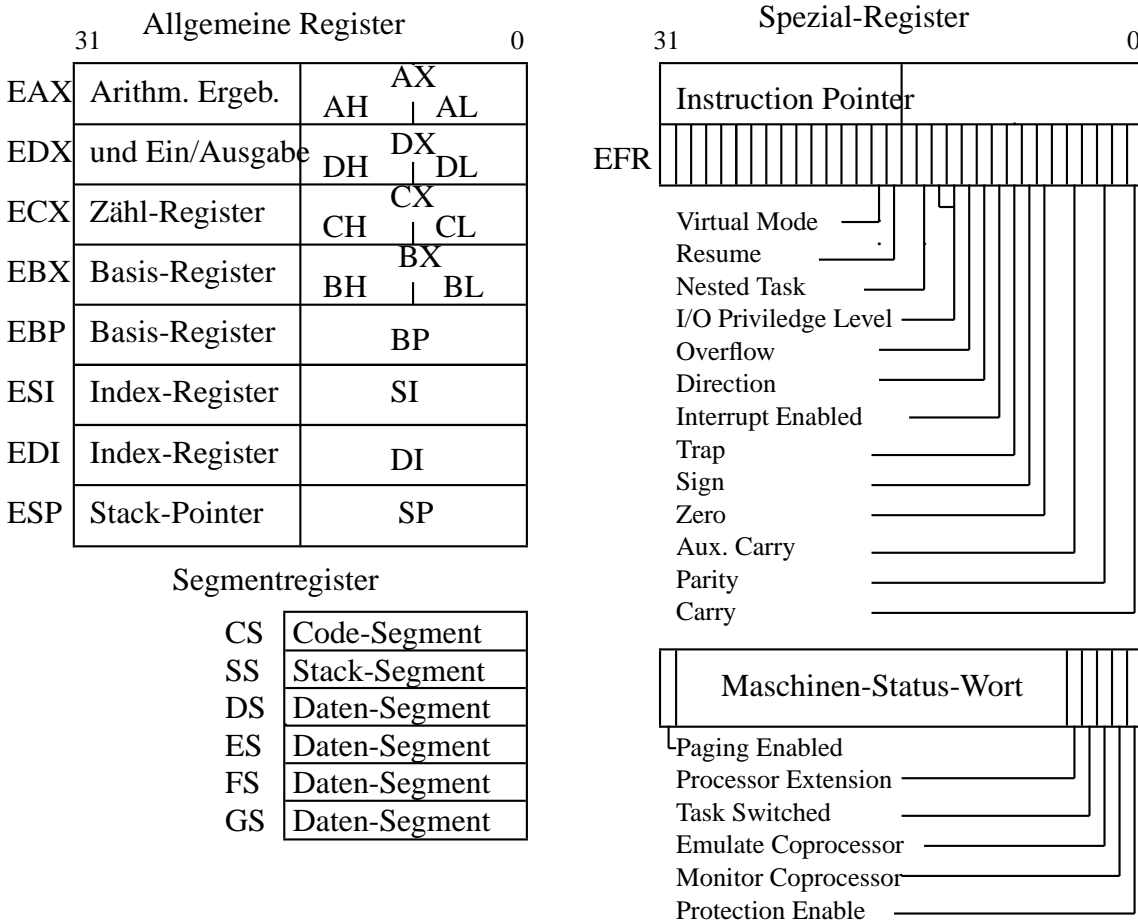 Allgemeine Register
31 0
EAX Arithm. Ergeb. AX
AH AL
EDX und Ein/Ausgabe DX
DH DL
ECX Zähl-Register CX
CH CL
EBX Basis-Register BX
BH BL
EBP Basis-Register BP
ESI Index-Register SI
EDI Index-Register DI
ESP Stack-Pointer SP
Segmentregister
CS Code-Segment
SS Stack-Segment
DS Daten-Segment
ES Daten-Segment
FS Daten-Segment
GS Daten-Segment
Spezial-Register
31 0
Instruction Pointer
EFR
Virtual Mode
Resume
Nested Task
I/O Priviledge Level
Overflow
Direction
Interrupt Enabled
Trap
Sign
Zero
Aux. Carry
Parity
Carry
Maschinen-Status-Wort
Paging Enabled
Processor Extension
Task Switched
Emulate Coprocessor
Monitor Coprocessor
Protection Enable